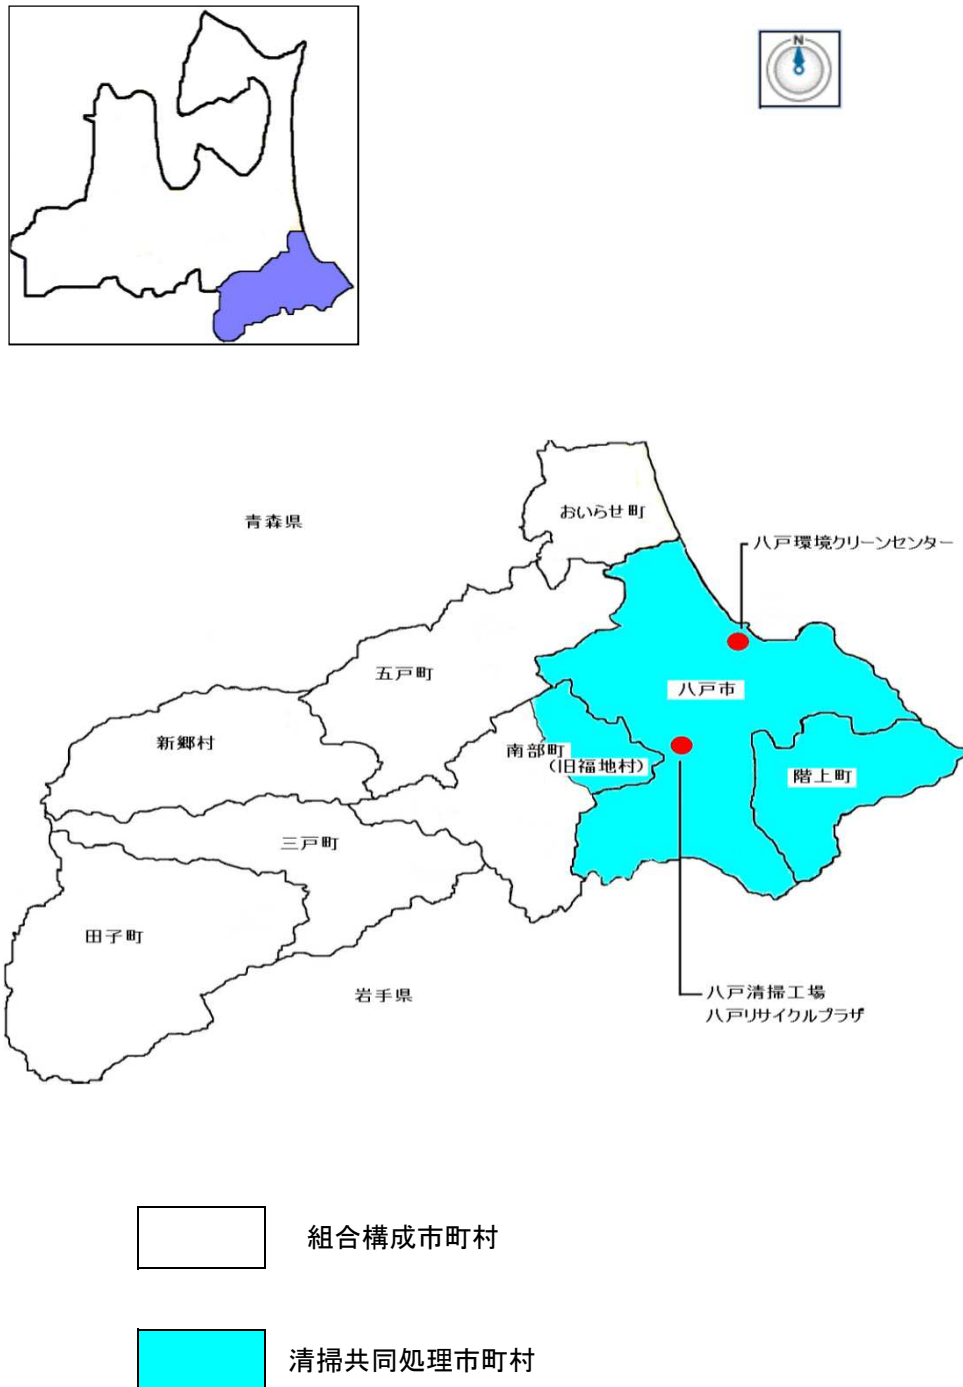 N
青森県
おいらせ町
八戸環境クリーンセンター
五戸町
八戸市
新郷村
南部町
(旧福地村)
階上町
三戸町
田子町
岩手県
八戸清掃工場
八戸リサイクルプラザ
組合構成市町村
清掃共同処理市町村